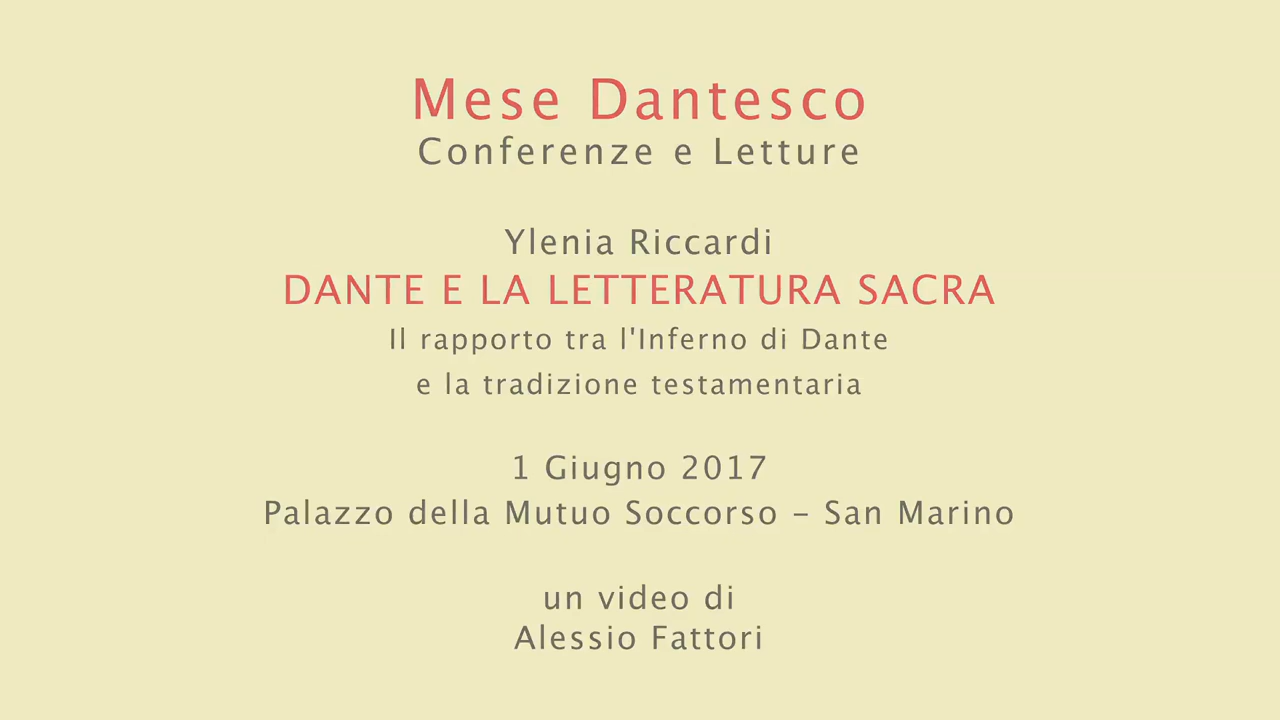 Mese Dantesco
Conferenze e Letture
Ylenia Riccardi
DANTE E LA LETTERATURA SACRA
Il rapporto tra l'Inferno di Dante
e la tradizione testamentaria
1 Giugno 2017
Palazzo della Mutuo Soccorso – San Marino
un video di
Alessio Fattori